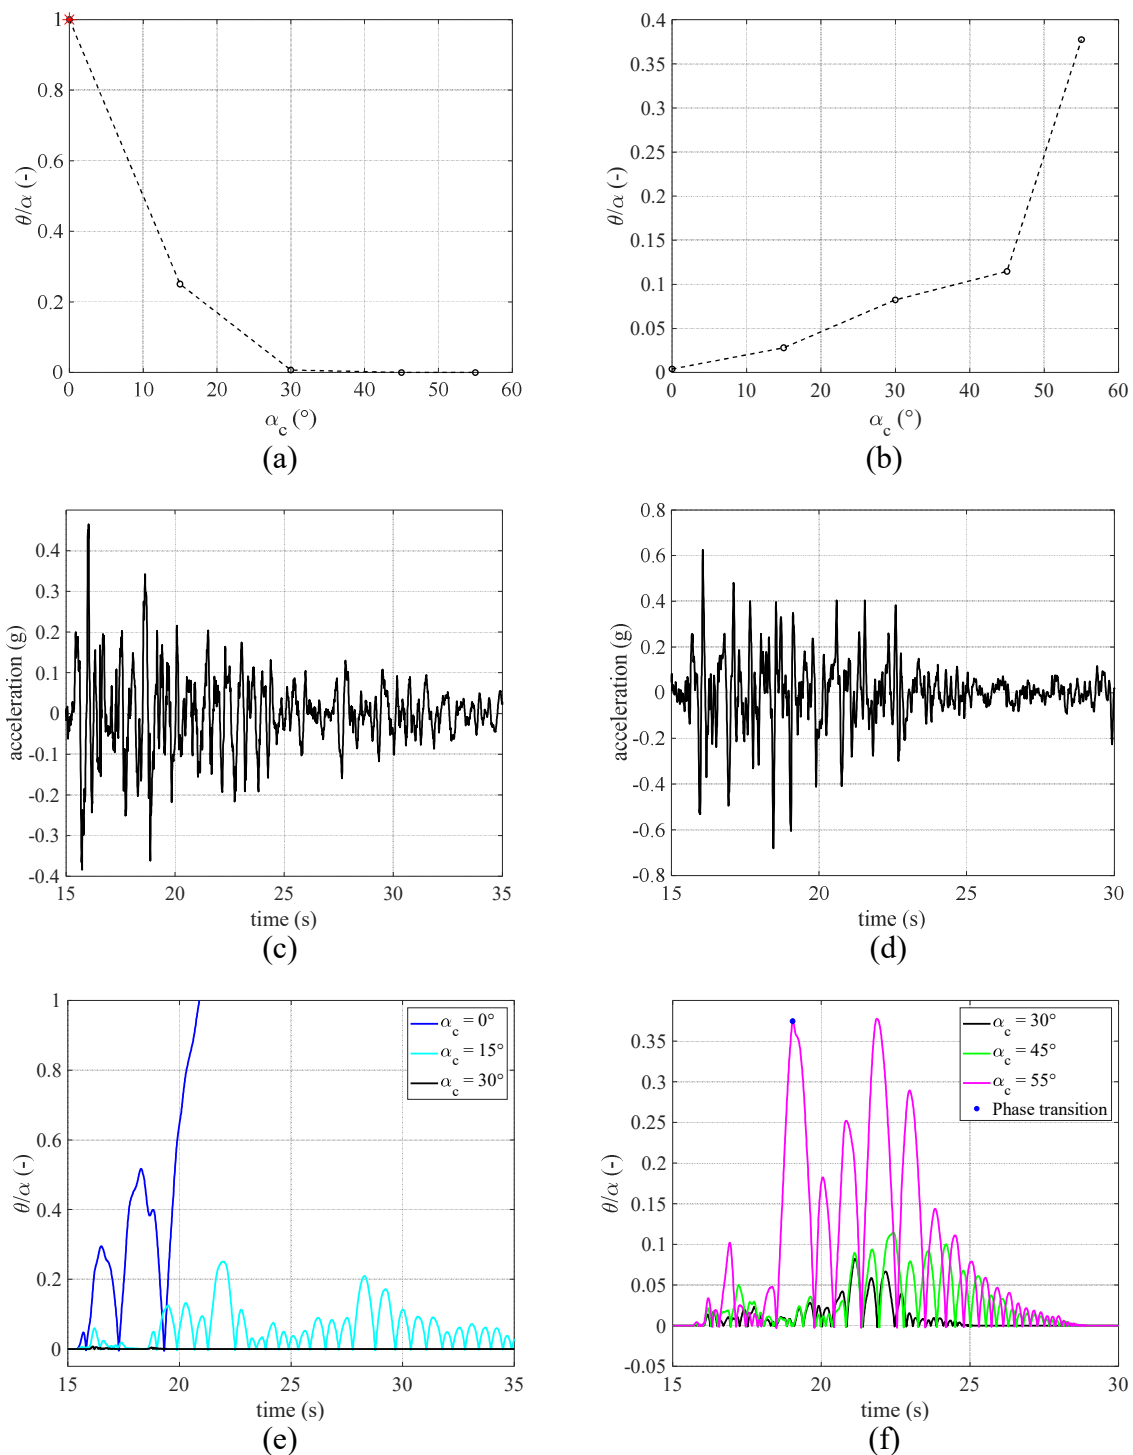 1
0.8
0.6
0.4
0.2
0
0 10 20 30 40 50 60
θ/α (-)
α_c (°)
(a)
0.4
0.35
0.3
0.25
0.2
0.15
0.1
0.05
0
0 10 20 30 40 50 60
θ/α (-)
α_c (°)
(b)
0.4
0.3
0.2
0.1
0
-0.1
-0.2
-0.3
-0.4
15 20 25 30 35
acceleration (g)
time (s)
(c)
0.8
0.6
0.4
0.2
0
-0.2
-0.4
-0.6
-0.8
15 20 25 30
acceleration (g)
time (s)
(d)
1
0.8
0.6
0.4
0.2
0
15 20 25 30 35
θ/α (-)
time (s)
α_c = 0°
α_c = 15°
α_c = 30°
(e)
0.35
0.3
0.25
0.2
0.15
0.1
0.05
0
-0.05
15 20 25 30
θ/α (-)
time (s)
α_c = 30°
α_c = 45°
α_c = 55°
Phase transition
(f)